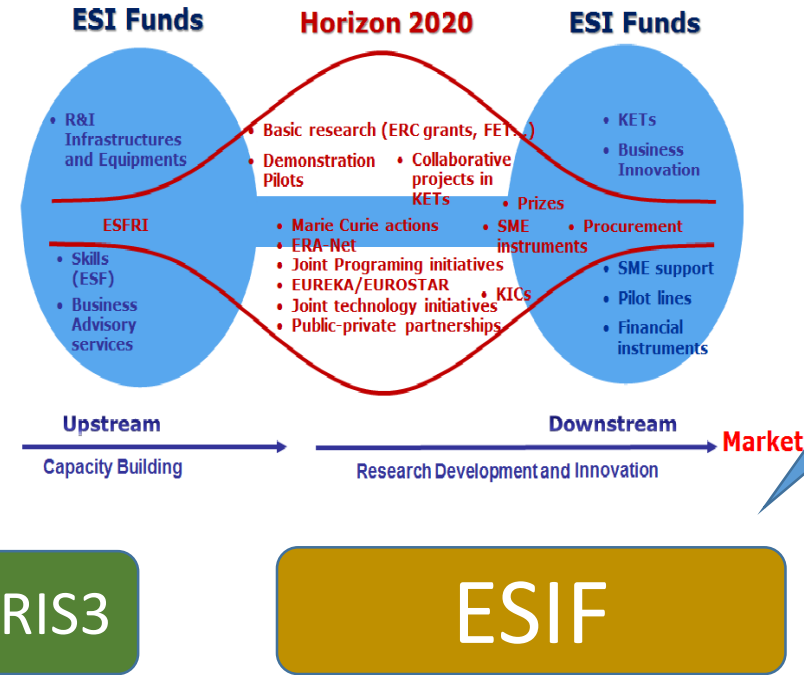 ESI Funds
Horizon 2020
ESI Funds
• R&I
Infrastructures
and Equipments
• Basic research (ERC grants, FET...)
• Demonstration
Pilots
• Collaborative
projects in
KETs
• KETs
• Business
Innovation
ESFRI
• Prizes
• Marie Curie actions
• ERA-Net
• Joint Programing initiatives
• EUREKA/EUROSTAR
• Joint technology initiatives
• Public-private partnerships
• SME
instruments
• Procurement
• KICs
• Skills
(ESF)
• Business
Advisory
services
• SME support
• Pilot lines
• Financial
instruments
Upstream
Downstream
Market
Capacity Building
Research Development and Innovation
RIS3
ESIF